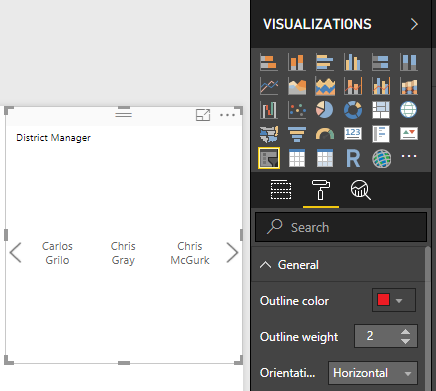 VISUALIZATIONS
District Manager
Carlos
Grilo
Chris
Gray
Chris
McGurk
123
R
Search
General
Outline color
Outline weight
2
Orientati...
Horizontal